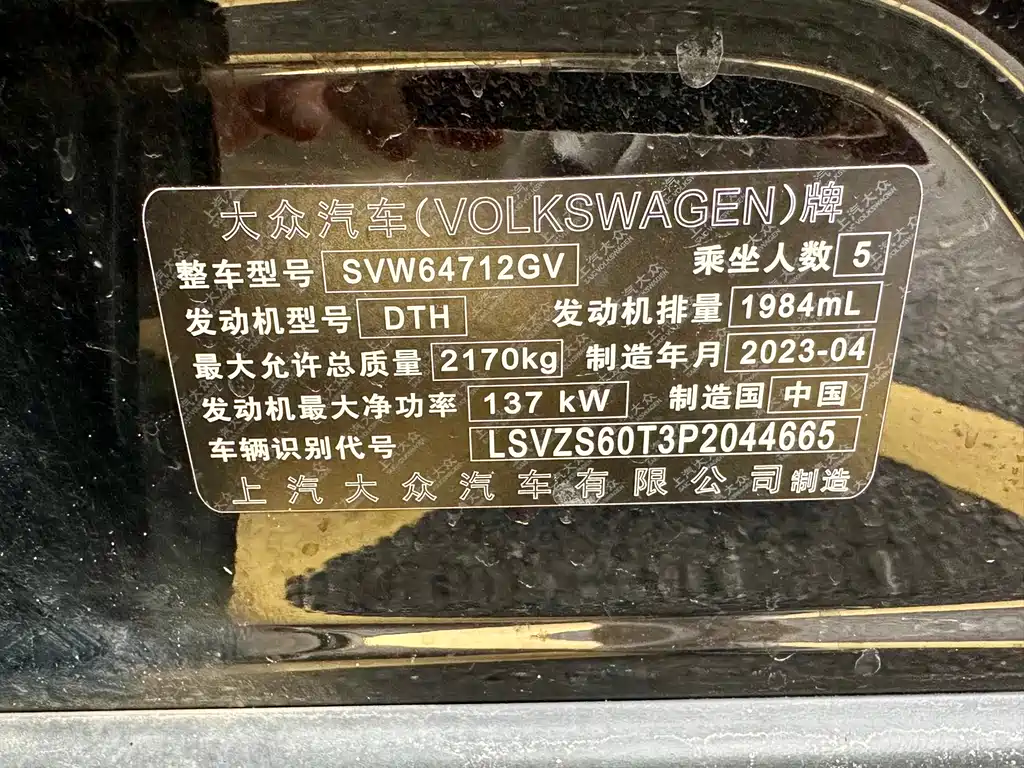 大众汽车(VOLKSWAGEN)牌
整车型号 SVW64712GV 乘坐人数 5
发动机型号 DTH 发动机排量 1984mL
最大允许总质量 2170kg 制造年月 2023-04
发动机最大净功率 137 kW 制造国 中国
车辆识别代号 LSVZS60T3P2044665
上汽大众汽车有限公司制造